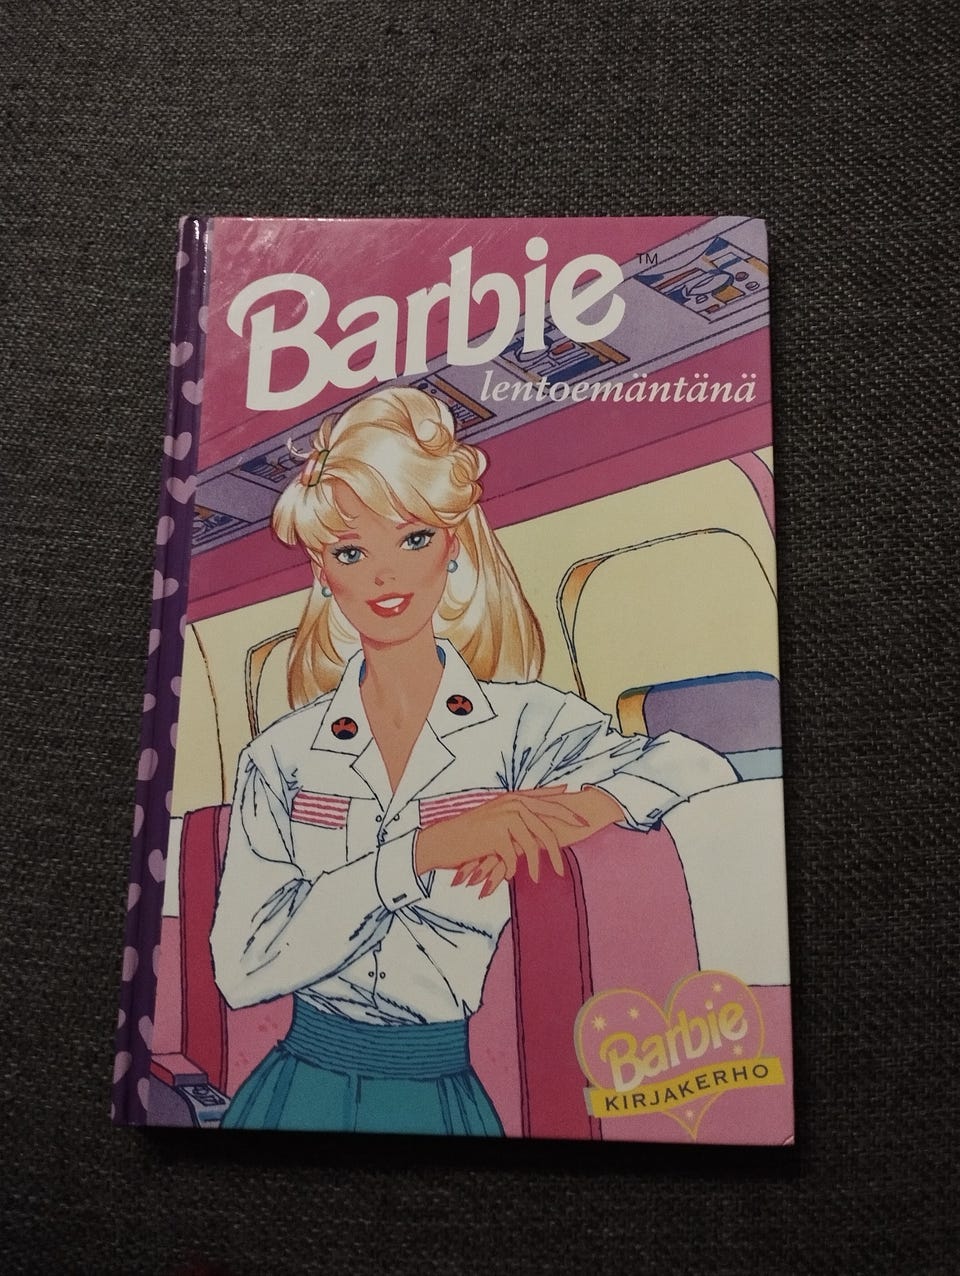 Barbie™
lentoemäntänä
Barbie
KIRJAKERHO